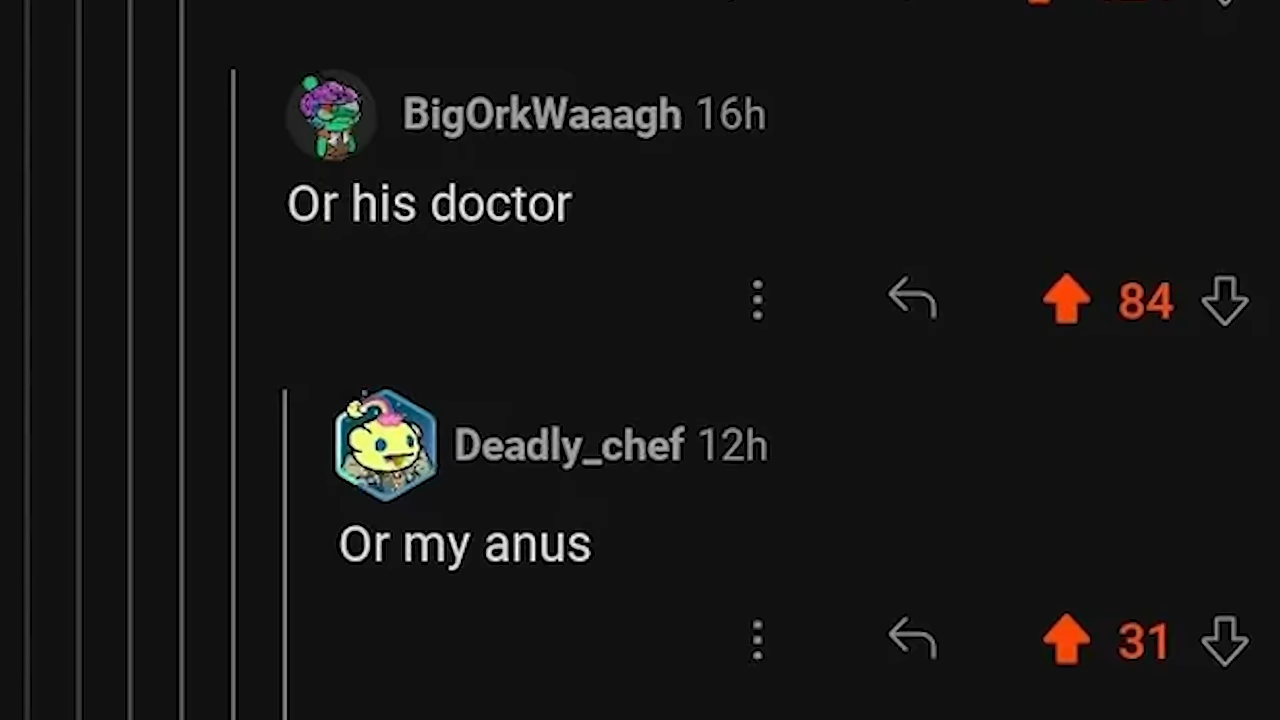 BigOrkWaaagh 16h
Or his doctor
84
Deadly_chef 12h
Or my anus
31